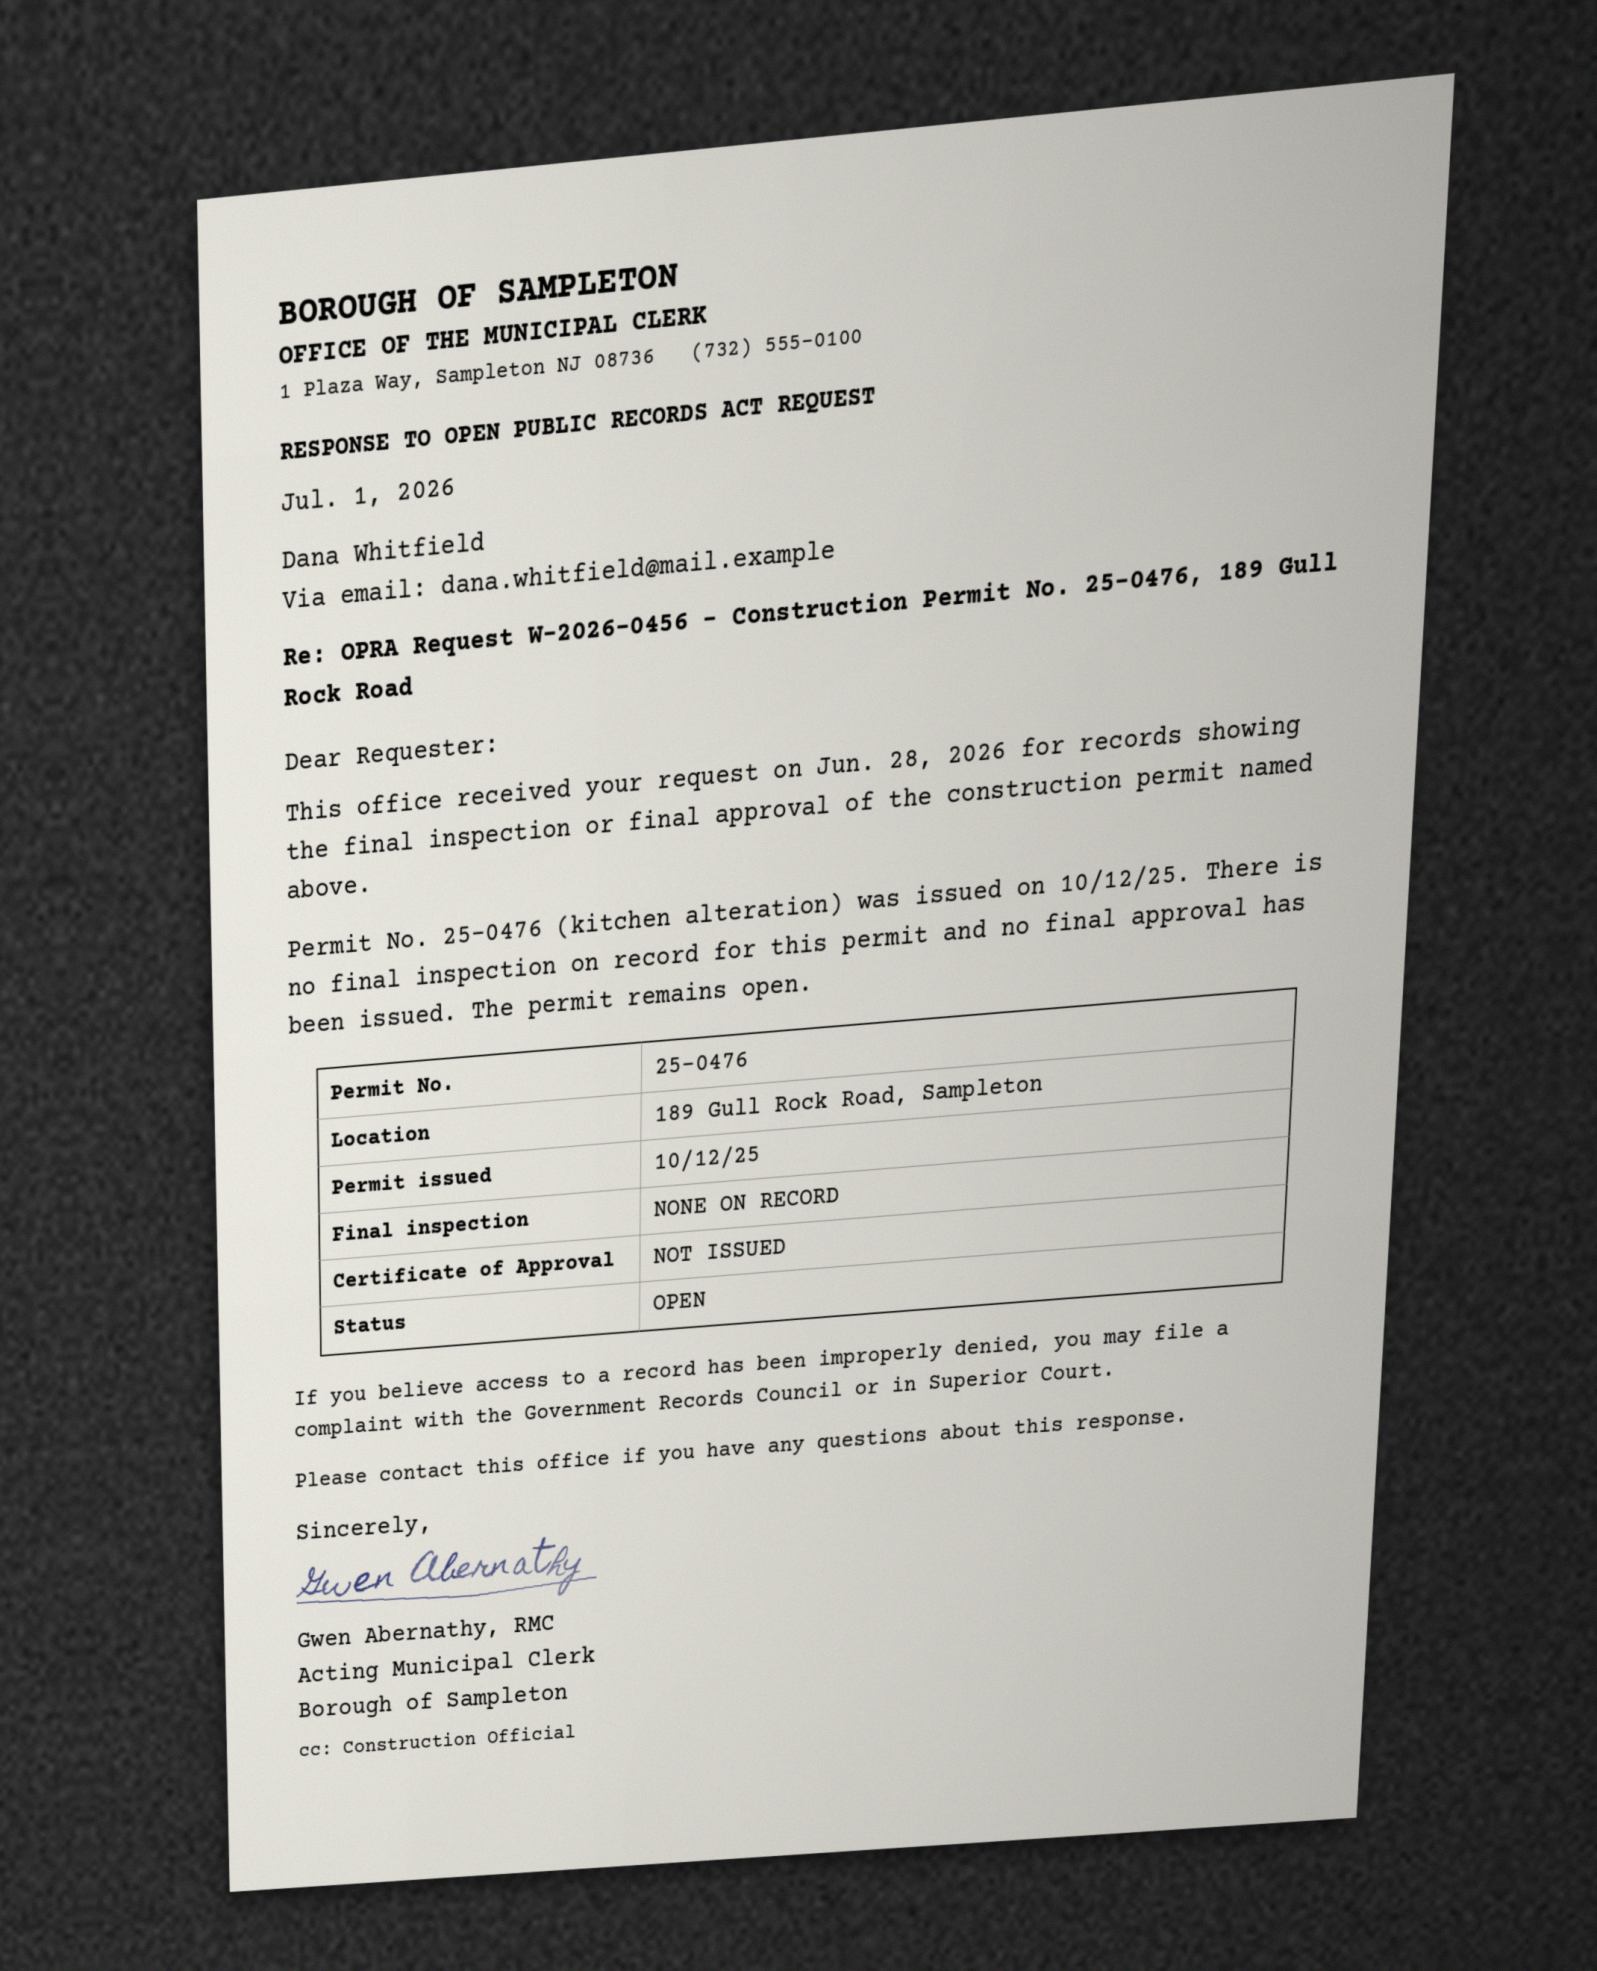 BOROUGH OF SAMPLETON
OFFICE OF THE MUNICIPAL CLERK
1 Plaza Way, Sampleton NJ 08736 (732) 555-0100
RESPONSE TO OPEN PUBLIC RECORDS ACT REQUEST
Jul. 1, 2026
Dana Whitfield
Via email: dana.whitfield@mail.example
Re: OPRA Request W-2026-0456 - Construction Permit No. 25-0476, 189 Gull
Rock Road
Dear Requester:
This office received your request on Jun. 28, 2026 for records showing
the final inspection or final approval of the construction permit named
above.
Permit No. 25-0476 (kitchen alteration) was issued on 10/12/25. There is
no final inspection on record for this permit and no final approval has
been issued. The permit remains open.
Permit No. 25-0476
Location 189 Gull Rock Road, Sampleton
Permit issued 10/12/25
Final inspection NONE ON RECORD
Certificate of Approval NOT ISSUED
Status OPEN
If you believe access to a record has been improperly denied, you may file a
complaint with the Government Records Council or in Superior Court.
Please contact this office if you have any questions about this response.
Sincerely,
Gwen Abernathy
Gwen Abernathy, RMC
Acting Municipal Clerk
Borough of Sampleton
cc: Construction Official